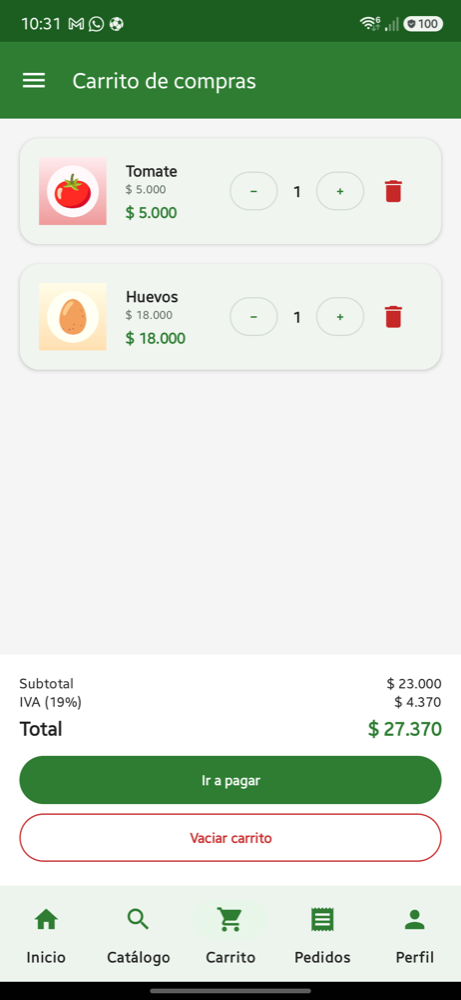 10:31
100
Carrito de compras
Tomate
$ 5.000
$ 5.000
− 1 +
Huevos
$ 18.000
$ 18.000
− 1 +
Subtotal $ 23.000
IVA (19%) $ 4.370
Total $ 27.370
Ir a pagar
Vaciar carrito
Inicio Catálogo Carrito Pedidos Perfil